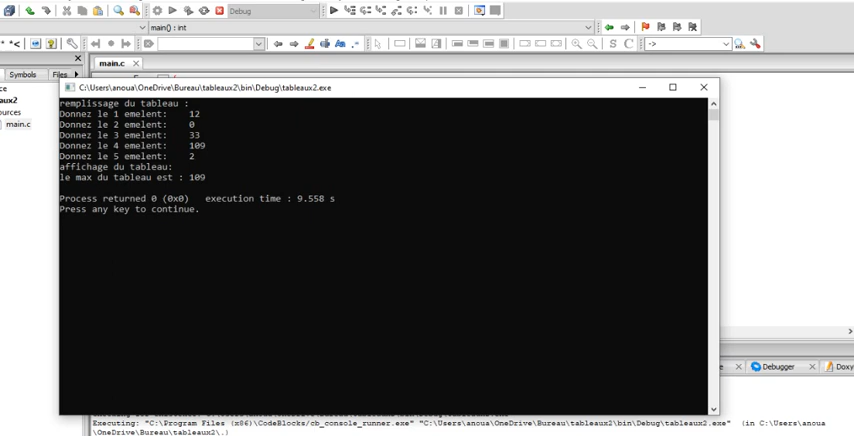 Debug
main() : int
main.c
Symbols
Files
C:\Users\anoua\OneDrive\Bureau\tableaux2\bin\Debug\tableaux2.exe
remplissage du tableau :
Donnez le 1 emelent: 12
Donnez le 2 emelent: 0
Donnez le 3 emelent: 33
Donnez le 4 emelent: 109
Donnez le 5 emelent: 2
affichage du tableau:
le max du tableau est : 109
Process returned 0 (0x0) execution time : 9.558 s
Press any key to continue.
ce
aux2
ources
main.c
Debugger
Doxy
Executing: "C:\Program Files (x86)\CodeBlocks/cb_console_runner.exe" "C:\Users\anoua\OneDrive\Bureau\tableaux2\bin\Debug\tableaux2.exe" (in C:\Users\anoua
\OneDrive\Bureau\tableaux2\.)